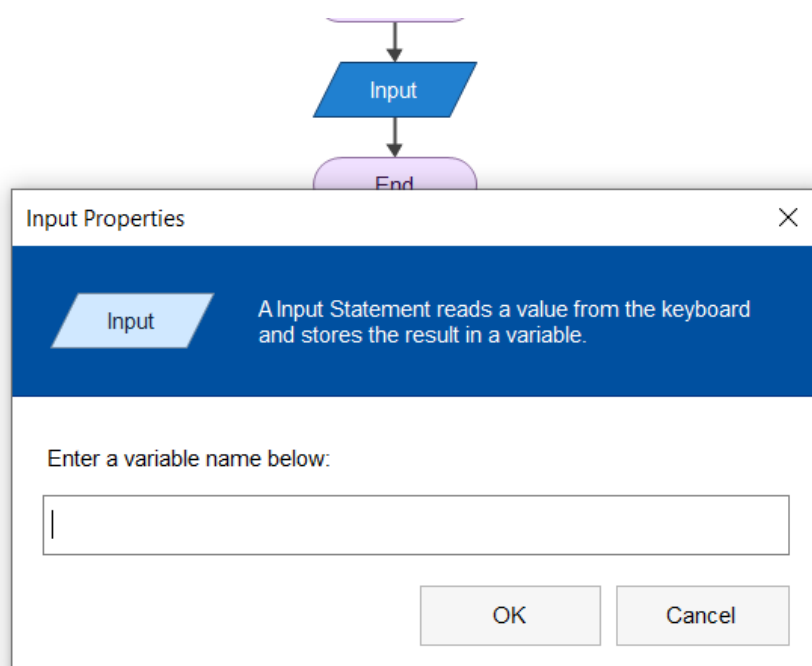 Input
End
Input Properties
Input
A Input Statement reads a value from the keyboard
and stores the result in a variable.
Enter a variable name below:
OK
Cancel